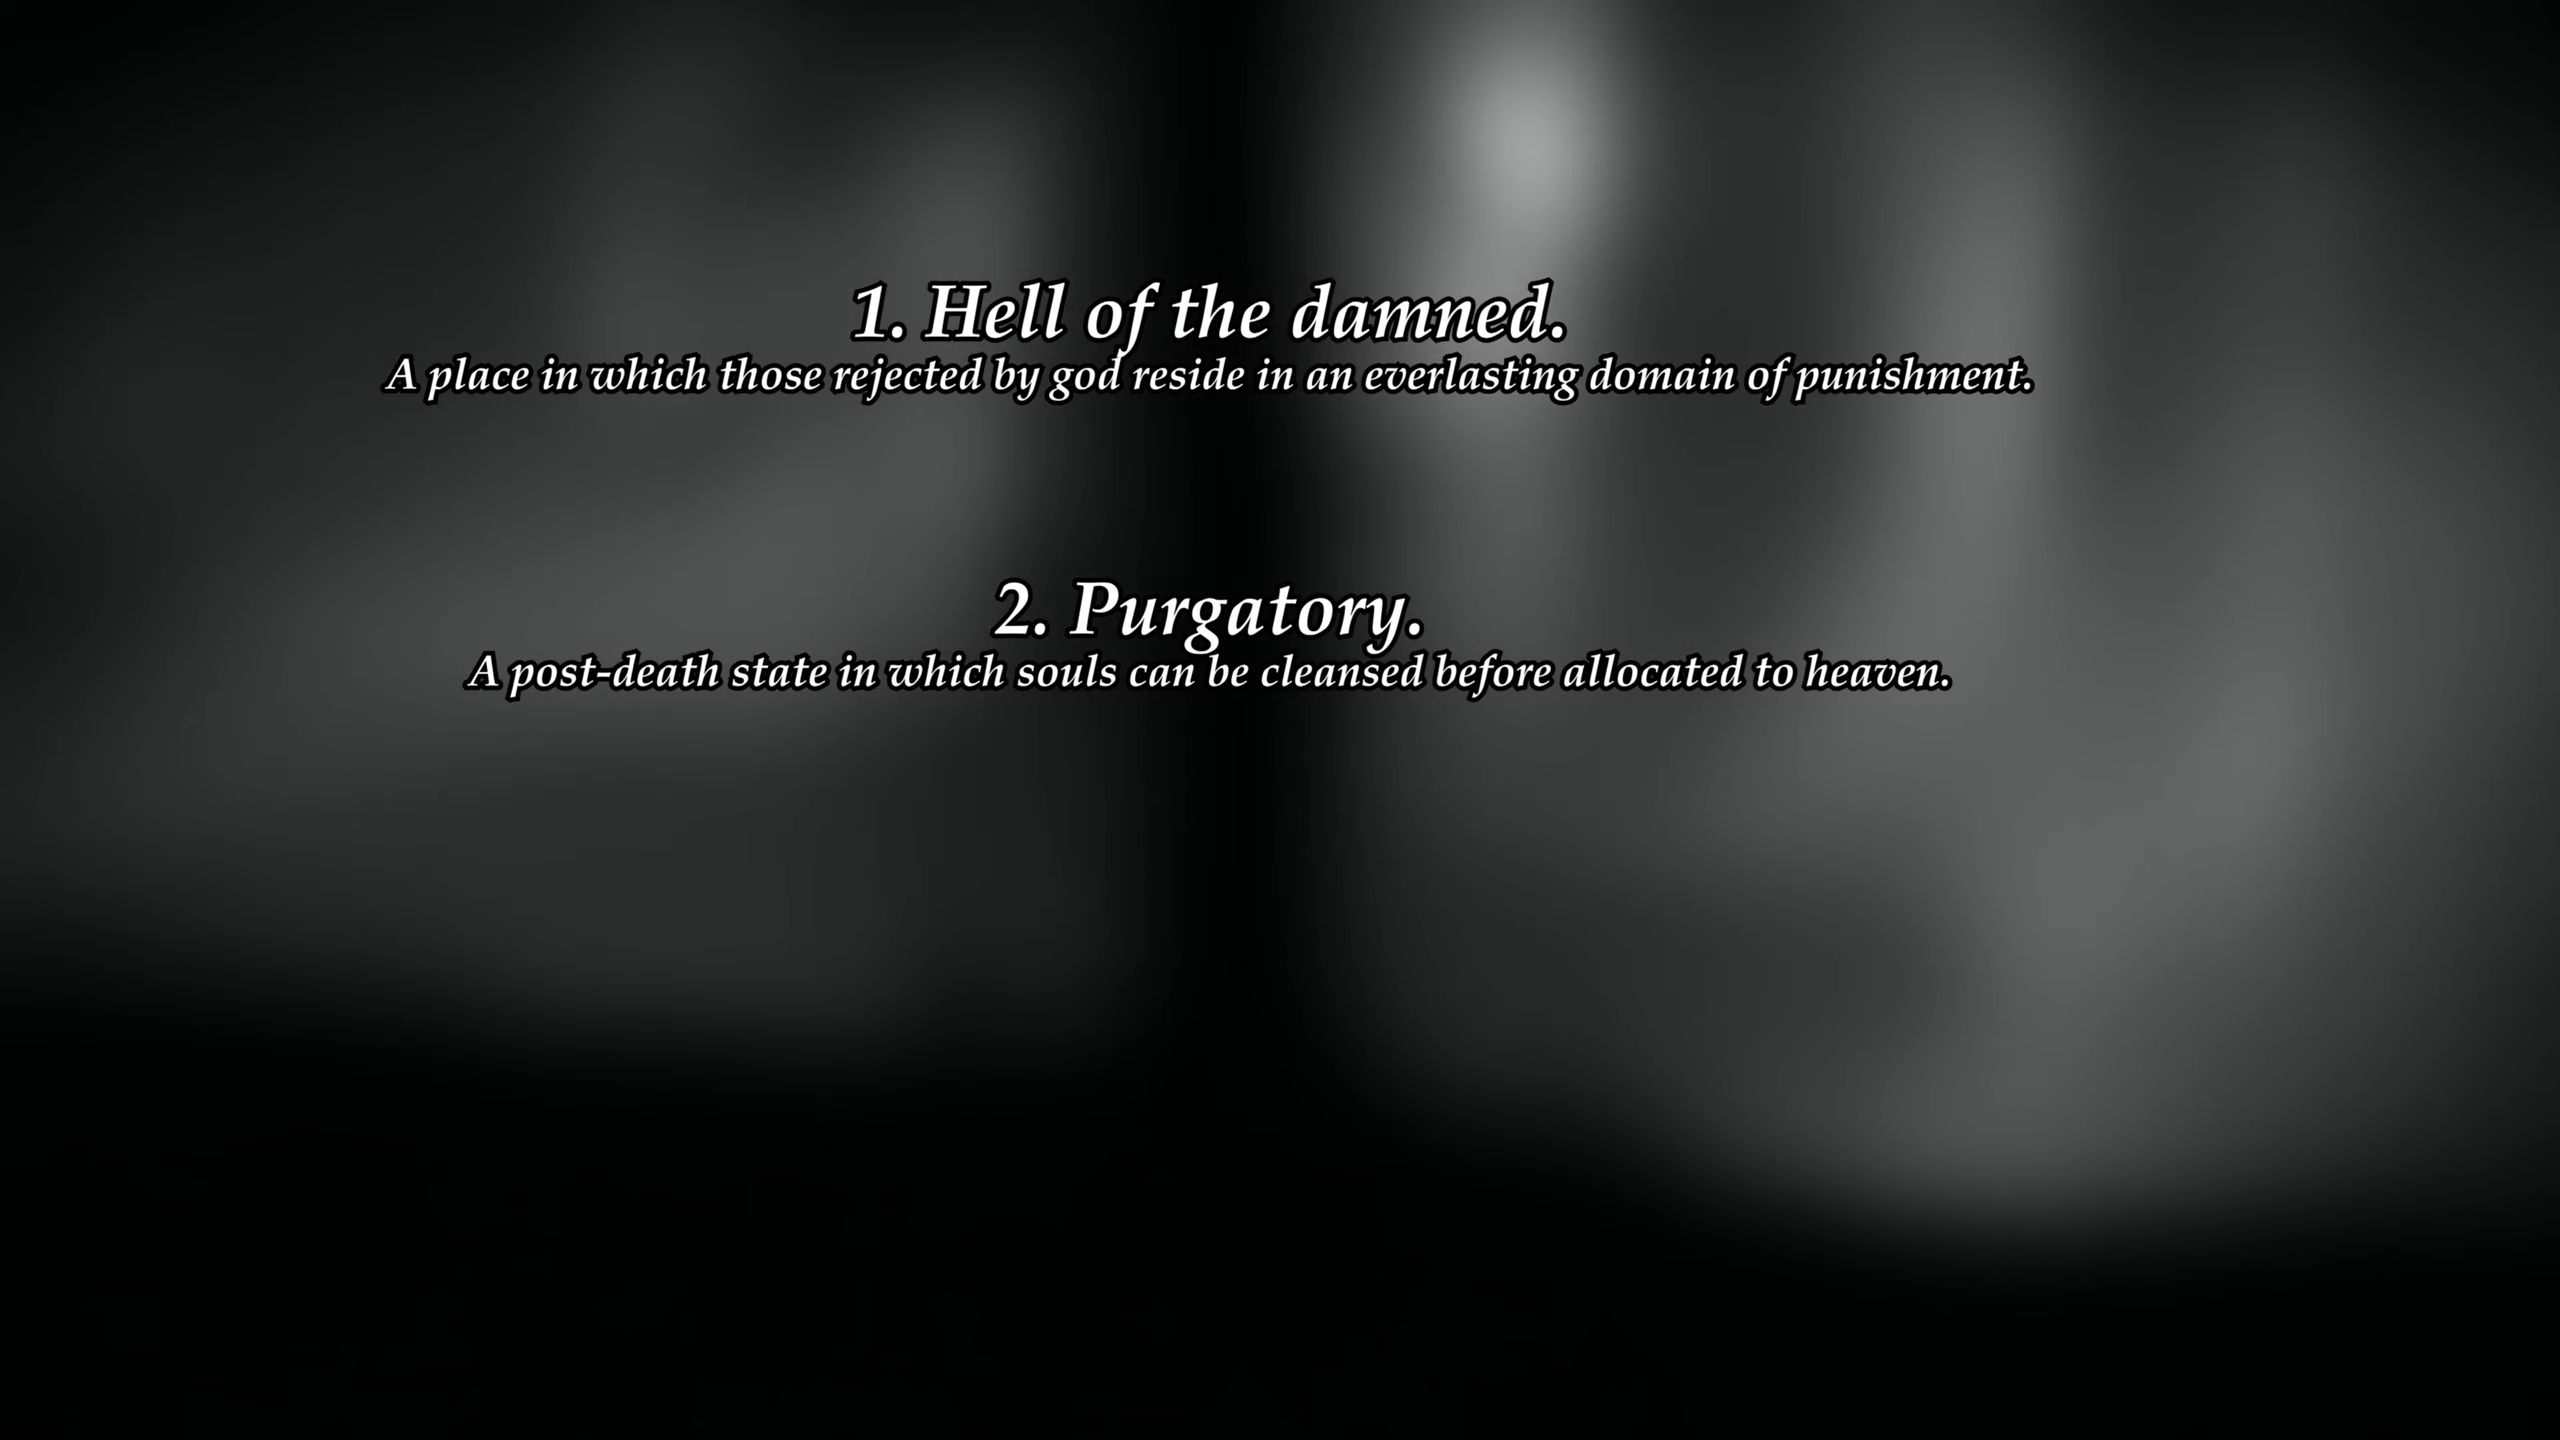 1. Hell of the damned.
A place in which those rejected by god reside in an everlasting domain of punishment.
2. Purgatory.
A post-death state in which souls can be cleansed before allocated to heaven.